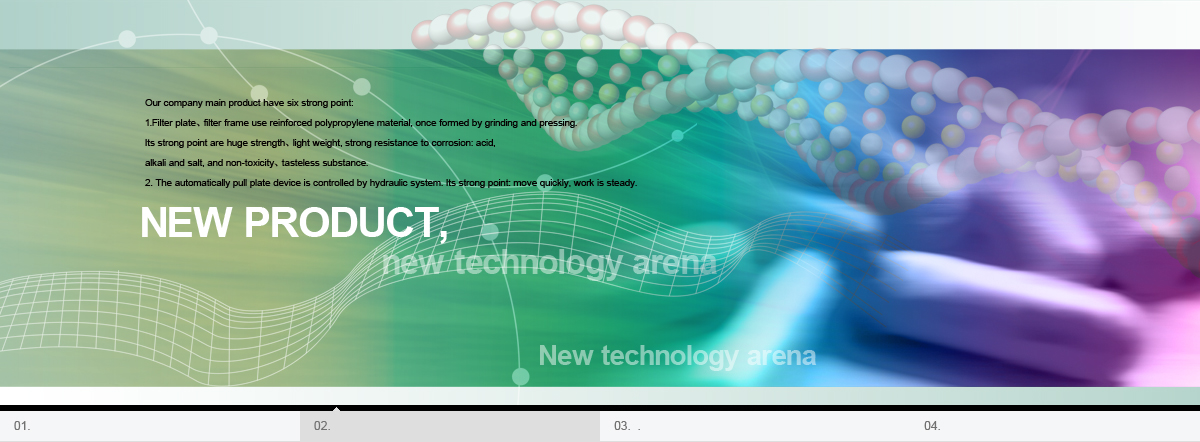 Our company main product have six strong point:
1.Filter plate、filter frame use reinforced polypropylene material, once formed by grinding and pressing.
Its strong point are huge strength、light weight, strong resistance to corrosion: acid,
alkali and salt, and non-toxicity、tasteless substance.
2. The automatically pull plate device is controlled by hydraulic system. Its strong point: move quickly, work is steady.
NEW PRODUCT,
new technology arena
New technology arena
01.
02.
03. .
04.